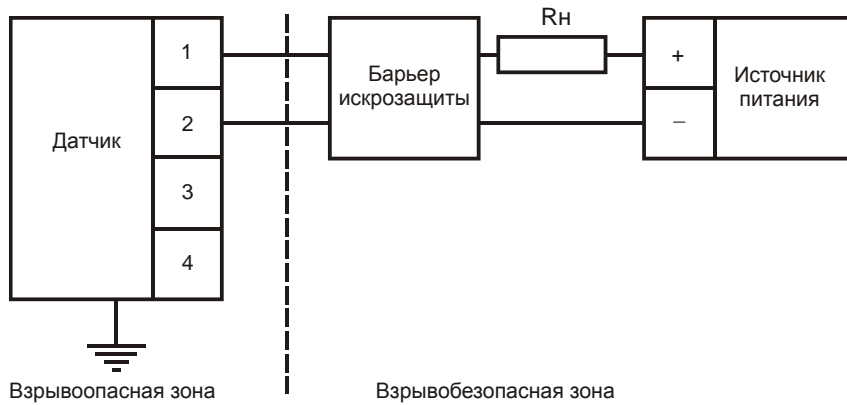 Rн
1
Барьер
искрозащиты
+
Источник
питания
2
–
Датчик
3
4
Взрывоопасная зона
Взрывобезопасная зона